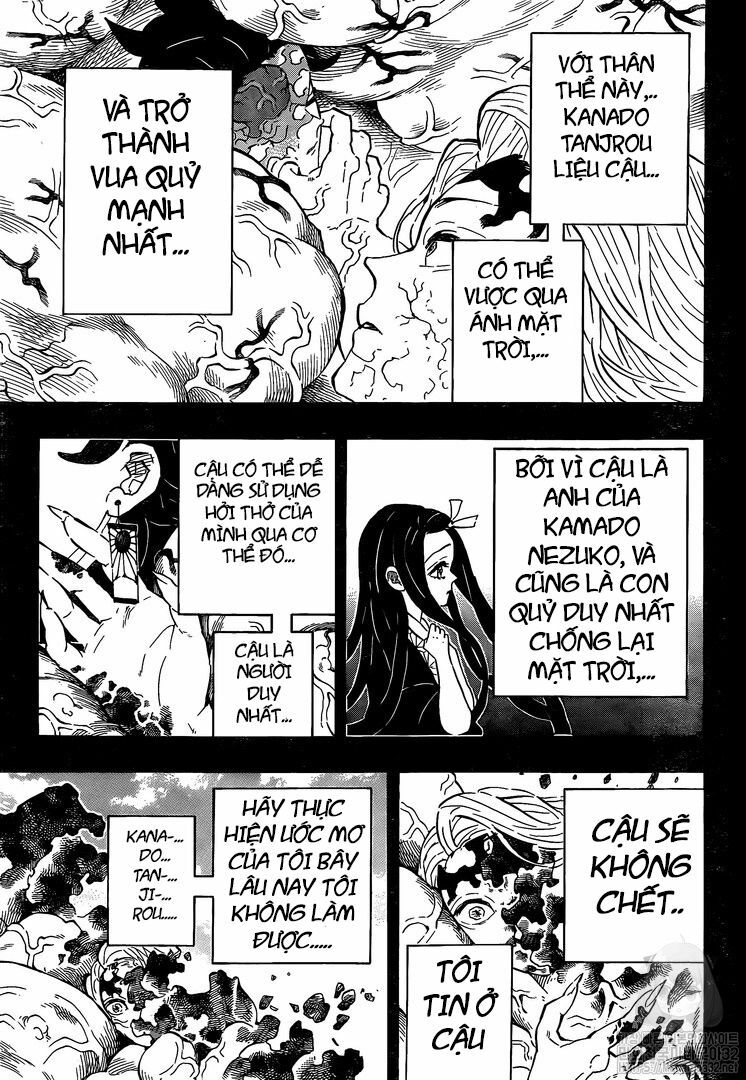 VỚI THÂN
THỂ NÀY,..
KANADO
TANJROU
LIỆU CẬU...
CÓ THỂ
VƯỢC QUA
ÁNH MẶT
TRỜI,...
VÀ TRỞ
THÀNH
VUA QUỶ
MẠNH
NHẤT...
BỠI VÌ CẬU LÀ
ANH CỦA
KAMADO
NEZUKO, VÀ
CŨNG LÀ CON
QUỶ DUY NHẤT
CHỐNG LẠI
MẶT TRỜI,...
CẬU CÓ THỂ DỄ
DÀNG SỬ DỤNG
HỞI THỞ CỦA
MÌNH QUA CƠ
THỂ ĐÓ...
CẬU LÀ
NGƯỜI
DUY
NHẤT...
CẬU SẼ
KHÔNG
CHẾT..
TÔI
TIN Ở
CẬU
HÃY THỰC
HIỆN ƯỚC MƠ
CỦA TÔI BÂY
LÂU NAY TÔI
KHÔNG LÀM
ĐƯỢC.....
KANA-...
DO...
TAN-...
JI-...
ROU.....